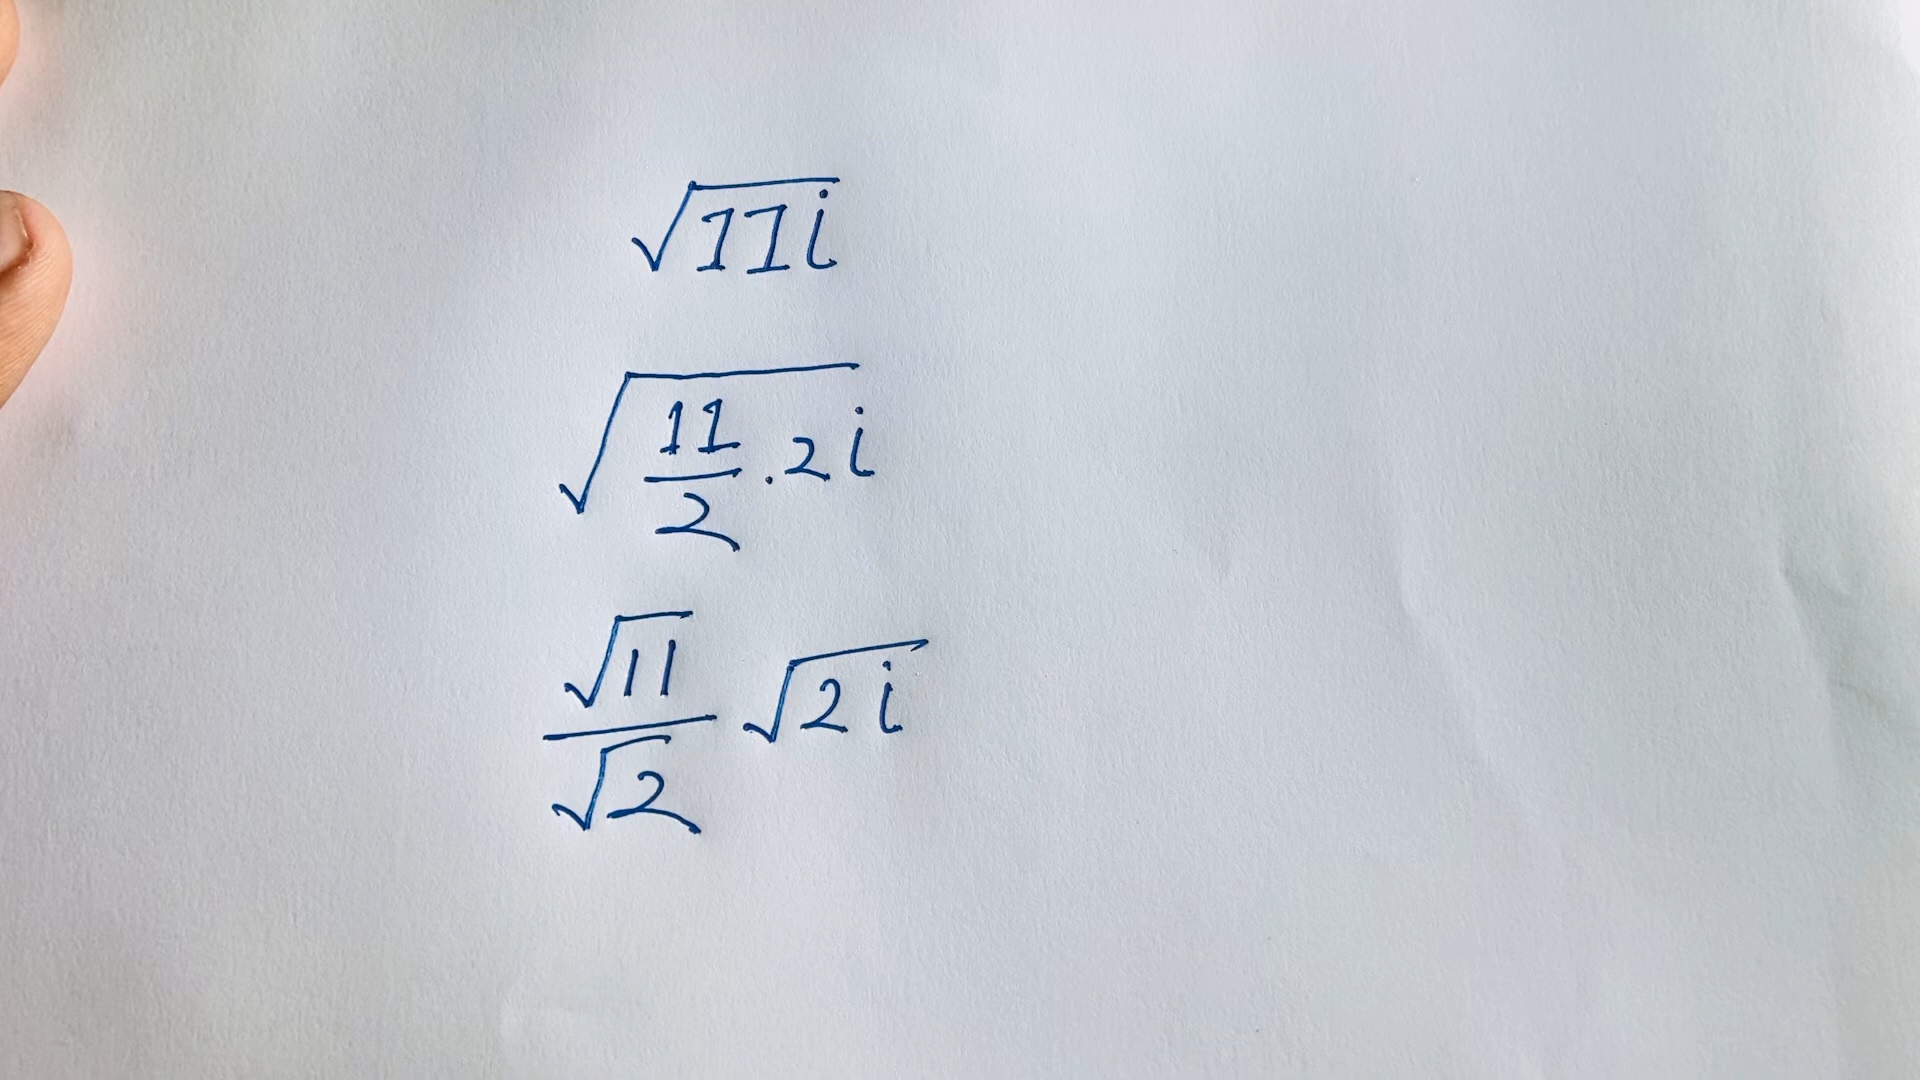 √11i
√(11/2 . 2i)
√11/√2 √2i